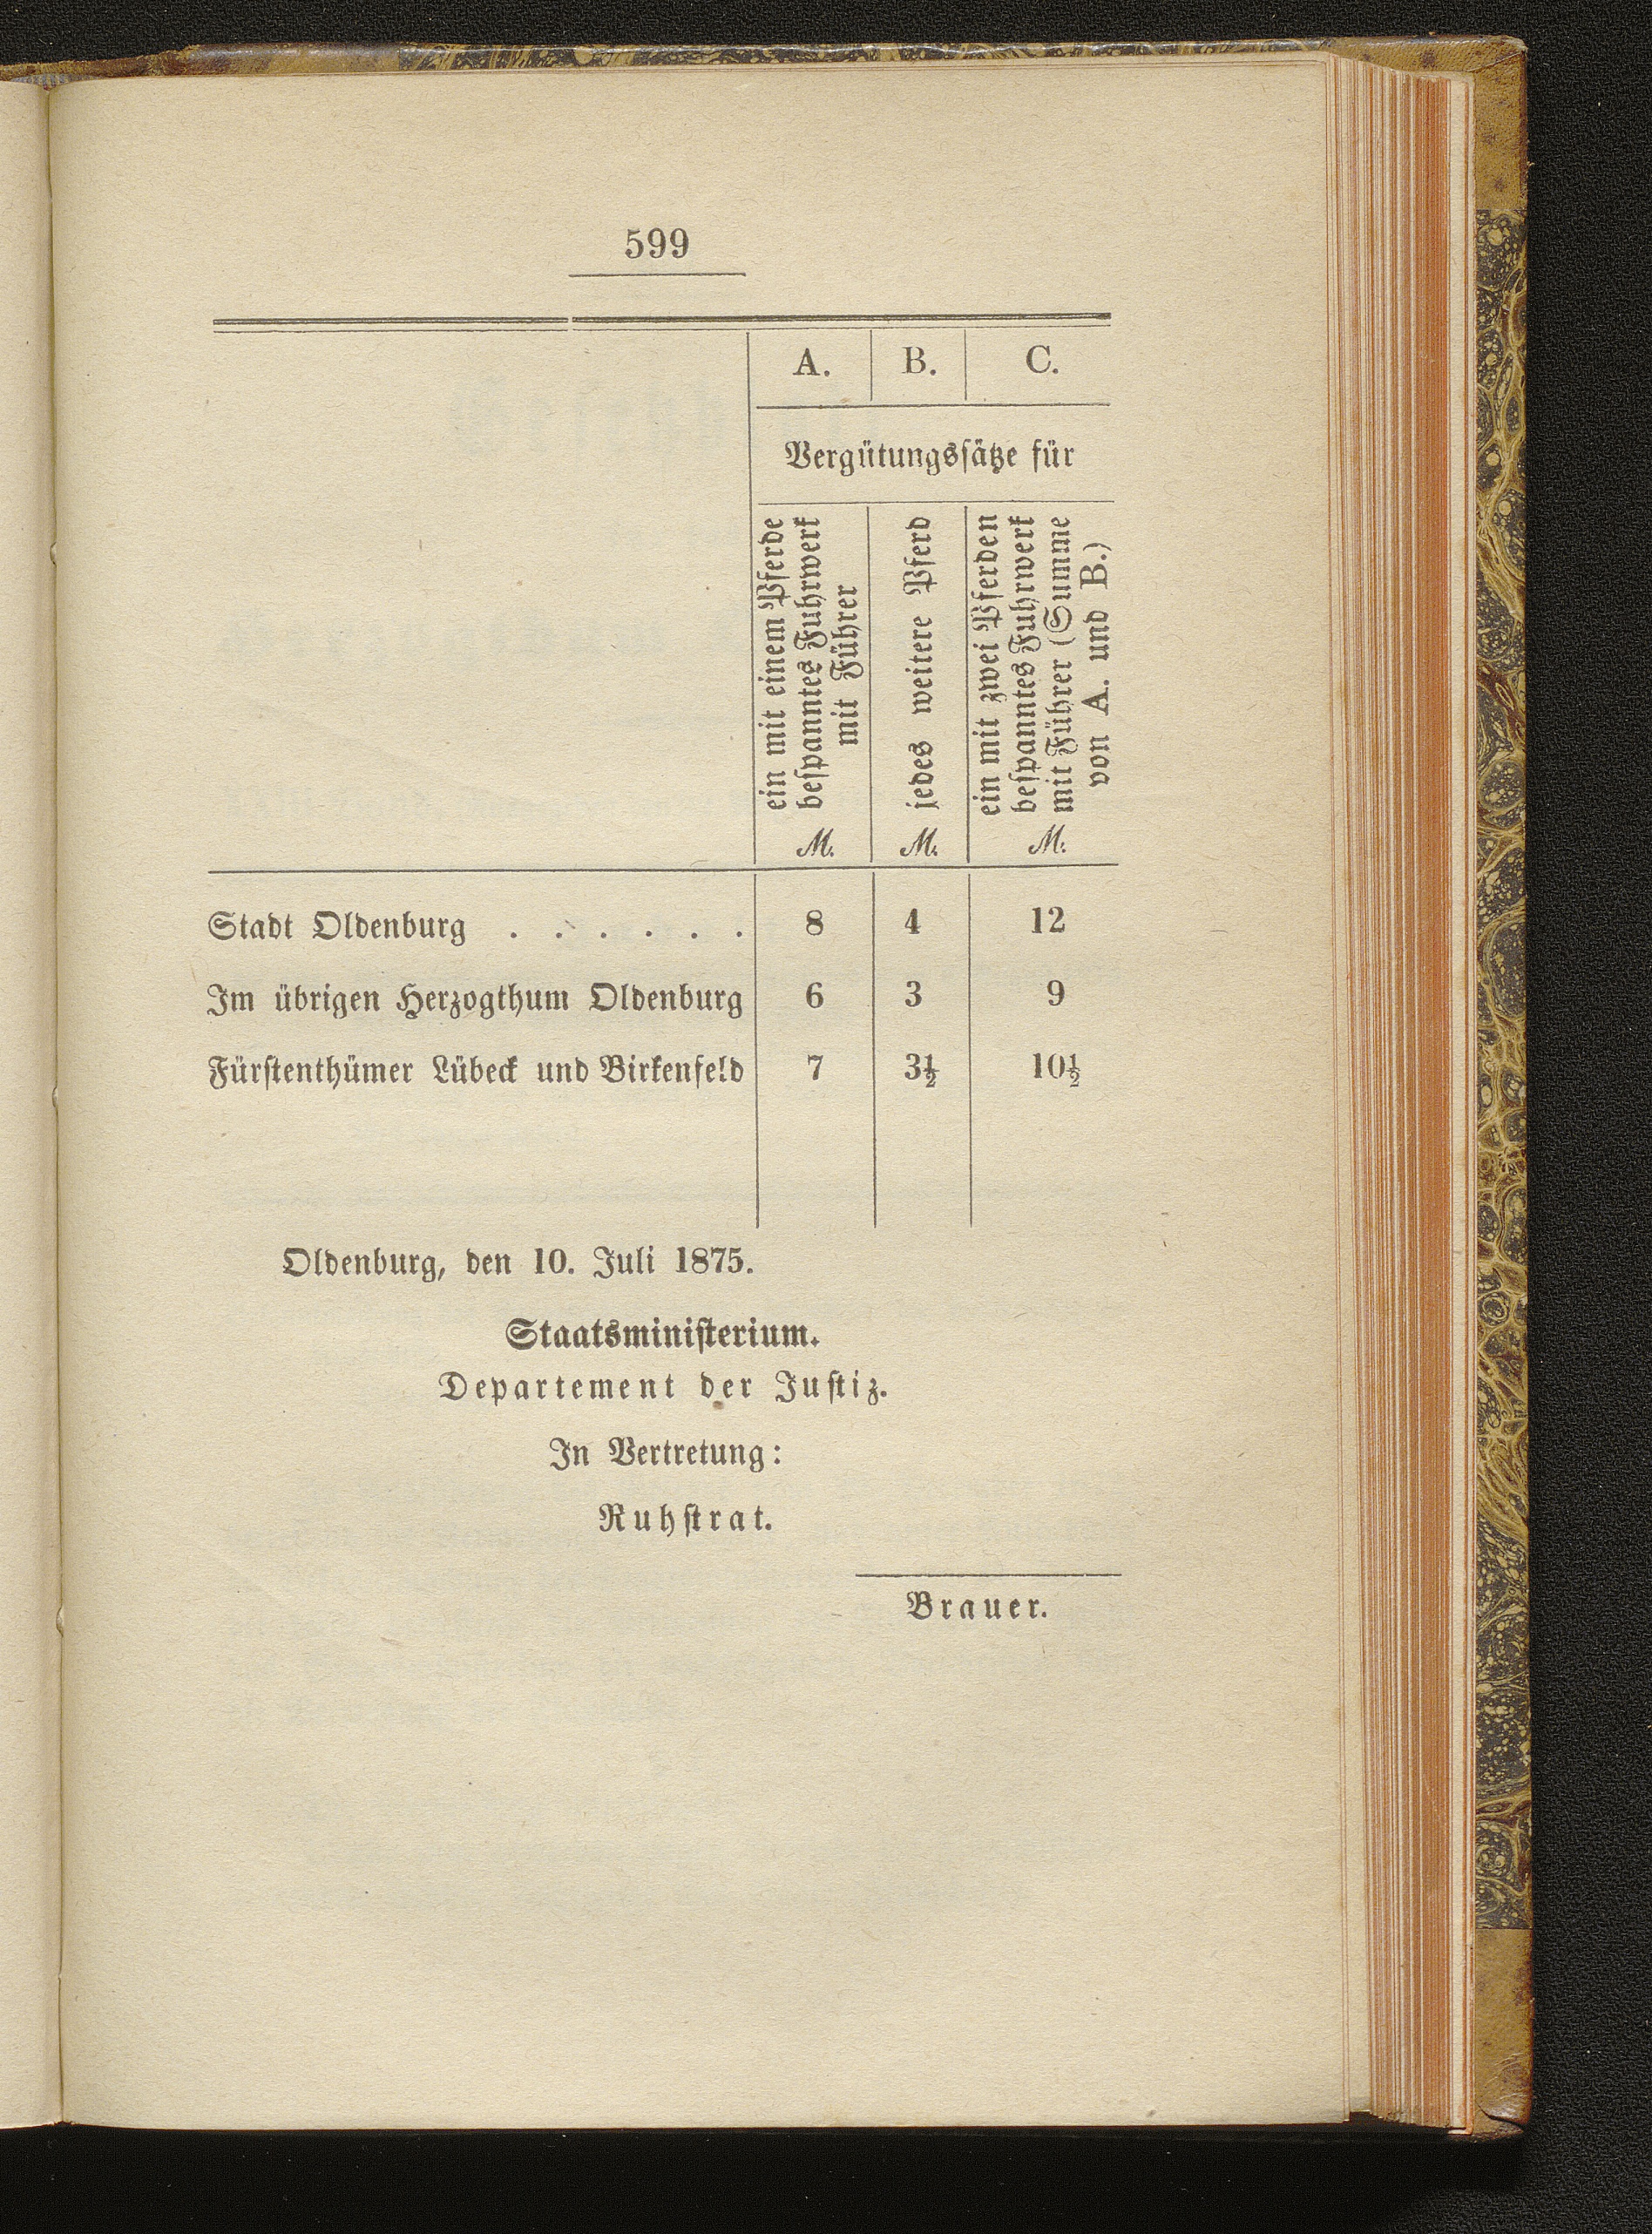 599
A. B. C.
Vergütungssätze für
ein mit einem Pferde
bespanntes Fuhrwerk
mit Führer
jedes weitere Pferd
ein mit zwei Pferden
bespanntes Fuhrwerk
mit Führer (Summe
von A. und B.)
M. M. M.
Stadt Oldenburg . . . . . . 8 4 12
Im übrigen Herzogthum Oldenburg 6 3 9
Fürstenthümer Lübeck und Birkenfeld 7 3½ 10½
Oldenburg, den 10. Juli 1875.
Staatsministerium.
Departement der Justiz.
In Vertretung:
Ruhstrat.
Brauer.